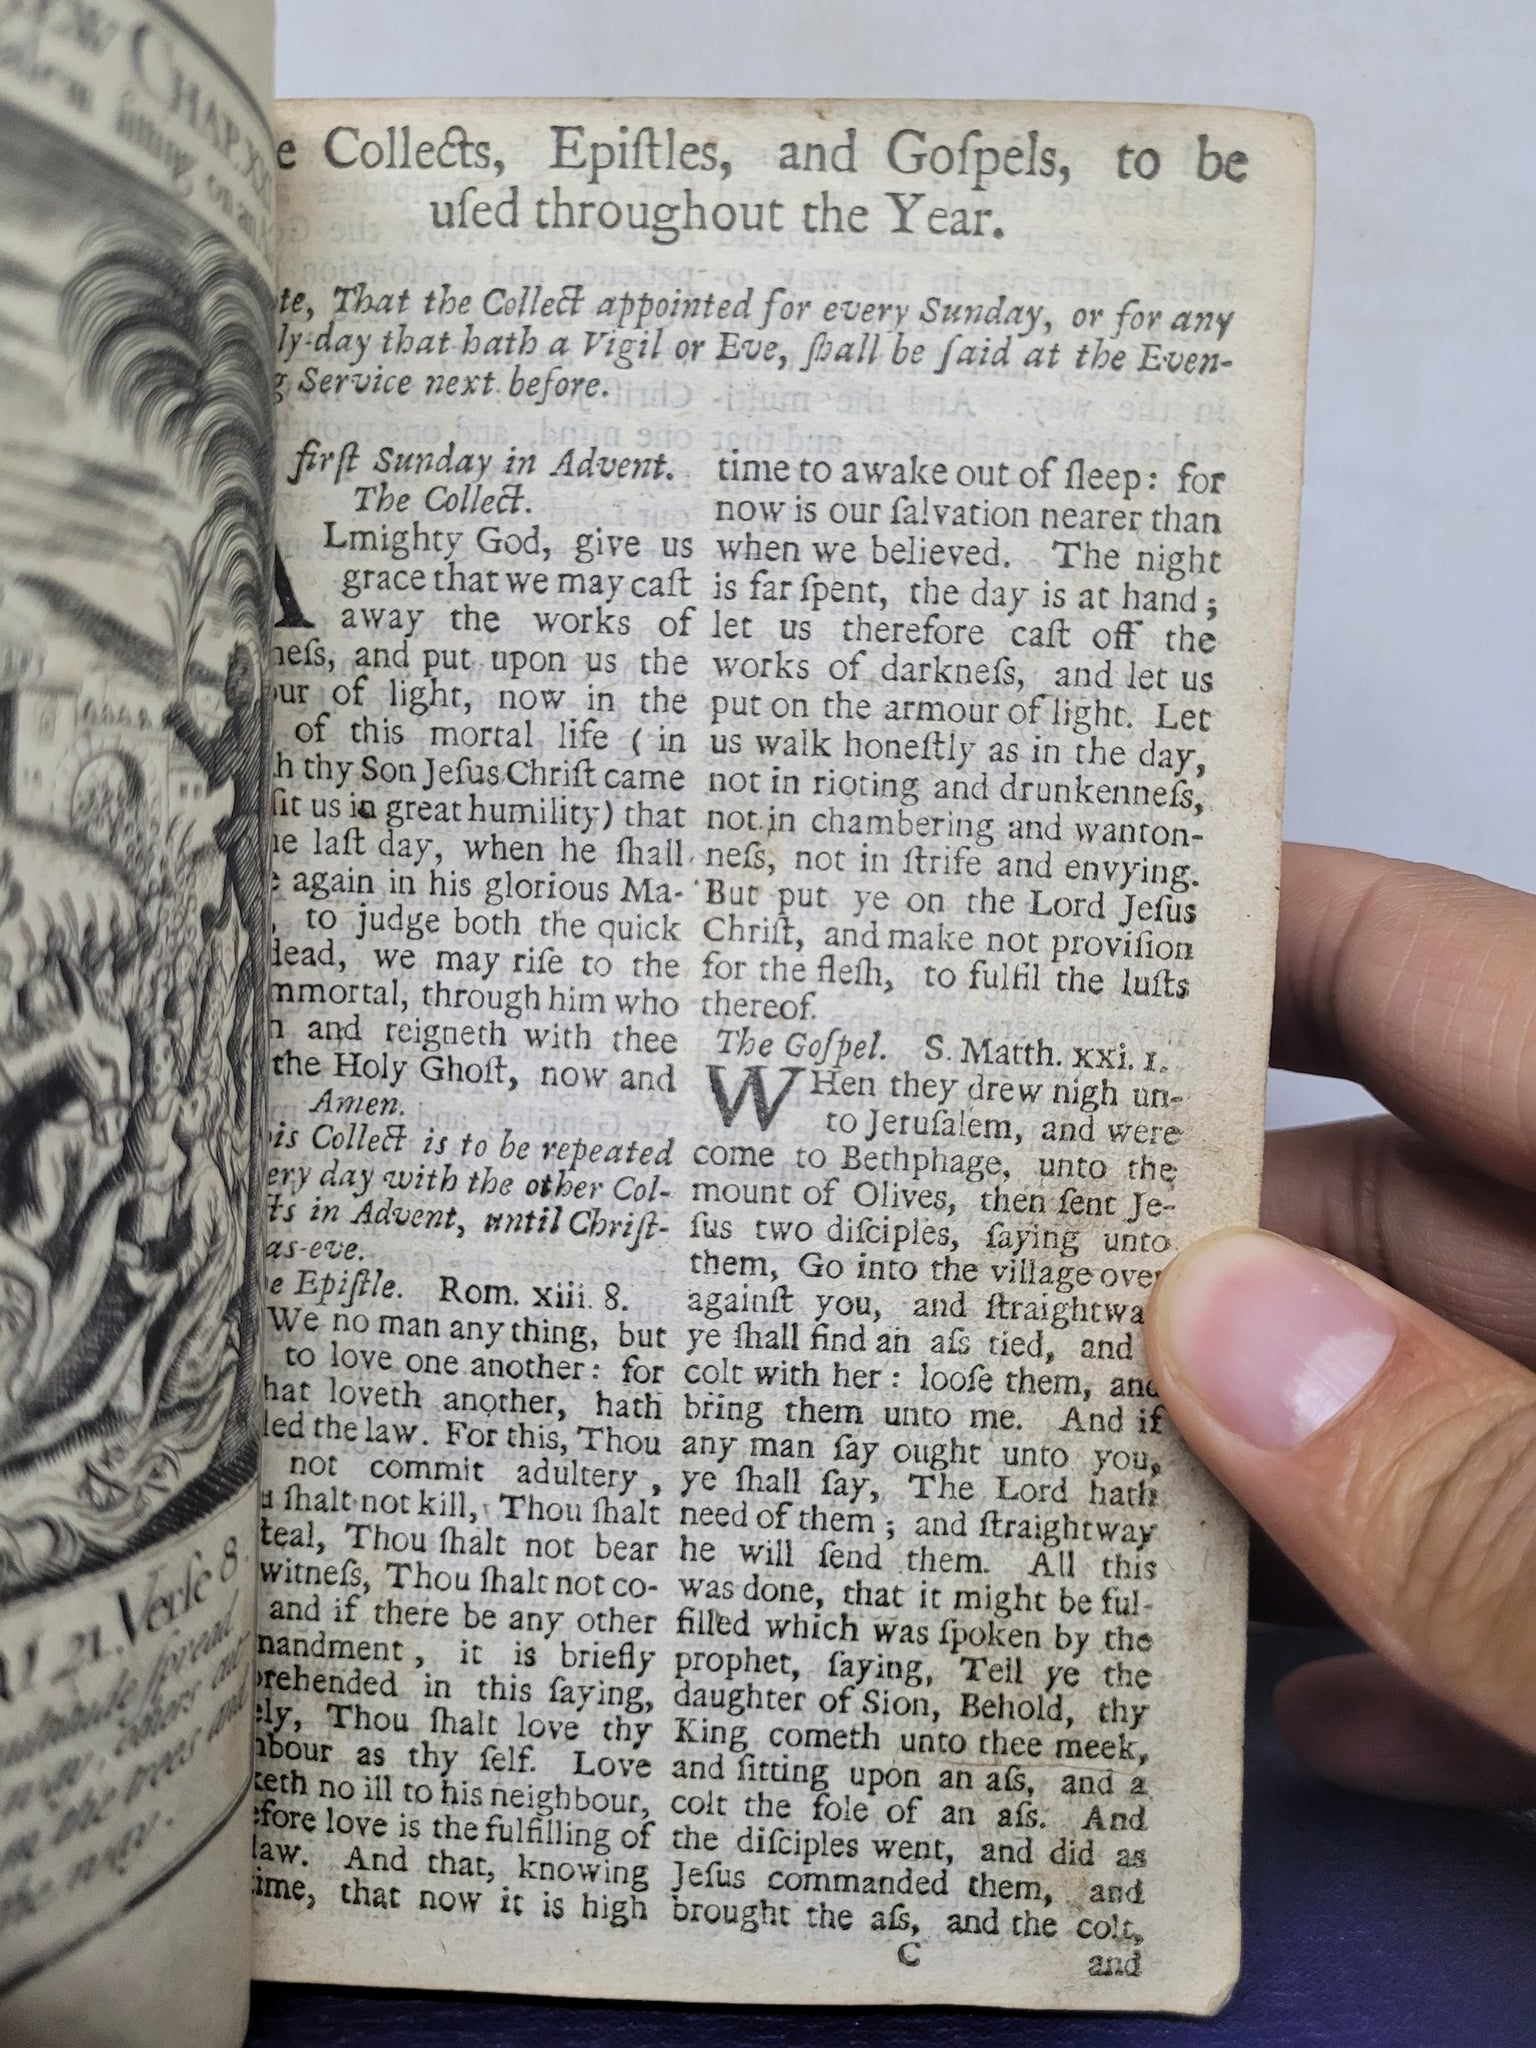 e Collects, Epiſtles, and Goſpels, to be
uſed throughout the Year.
te, That the Collect appointed for every Sunday, or for any
ly-day that hath a Vigil or Eve, ſhall be ſaid at the Even-
g Service next before.
firſt Sunday in Advent.
The Collect.
ALmighty God, give us
grace that we may caſt
away the works of
neſs, and put upon us the
our of light, now in the
of this mortal life ( in
h thy Son Jeſus Chriſt came
ſit us in great humility) that
he laſt day, when he ſhall
e again in his glorious Ma-
, to judge both the quick
dead, we may riſe to the
mmortal, through him who
h and reigneth with thee
the Holy Ghoſt, now and
Amen.
his Collect is to be repeated
ery day with the other Col-
ts in Advent, until Chriſt-
as-eve.
e Epiſtle. Rom. xiii. 8.
We no man any thing, but
to love one another: for
hat loveth another, hath
led the law. For this, Thou
not commit adultery ,
u ſhalt not kill, Thou ſhalt
teal, Thou ſhalt not bear
witneſs, Thou ſhalt not co-
and if there be any other
mandment , it is briefly
prehended in this ſaying,
ely, Thou ſhalt love thy
hbour as thy ſelf. Love
keth no ill to his neighbour,
efore love is the fulfilling of
law. And that, knowing
time, that now it is high
time to awake out of ſleep: for
now is our ſalvation nearer than
when we believed. The night
is far ſpent, the day is at hand ;
let us therefore caſt off the
works of darkneſs, and let us
put on the armour of light. Let
us walk honeſtly as in the day,
not in rioting and drunkenneſs,
not in chambering and wanton-
neſs, not in ſtrife and envying.
But put ye on the Lord Jeſus
Chriſt, and make not proviſion
for the fleſh, to fulfil the luſts
thereof.
The Goſpel. S. Matth. xxi. 1.
WHen they drew nigh un-
to Jeruſalem, and were
come to Bethphage, unto the
mount of Olives, then ſent Je-
ſus two diſciples, ſaying unto
them, Go into the village over
againſt you, and ſtraightwa
ye ſhall find an aſs tied, and
colt with her : looſe them, and
bring them unto me. And if
any man ſay ought unto you,
ye ſhall ſay, The Lord hath
need of them ; and ſtraightway
he will ſend them. All this
was done, that it might be ful-
filled which was ſpoken by the
prophet, ſaying, Tell ye the
daughter of Sion, Behold, thy
King cometh unto thee meek,
and ſitting upon an aſs, and a
colt the fole of an aſs. And
the diſciples went, and did as
Jeſus commanded them, and
brought the aſs, and the colt,
C
and
CHAP XX
21. Verſe 8.